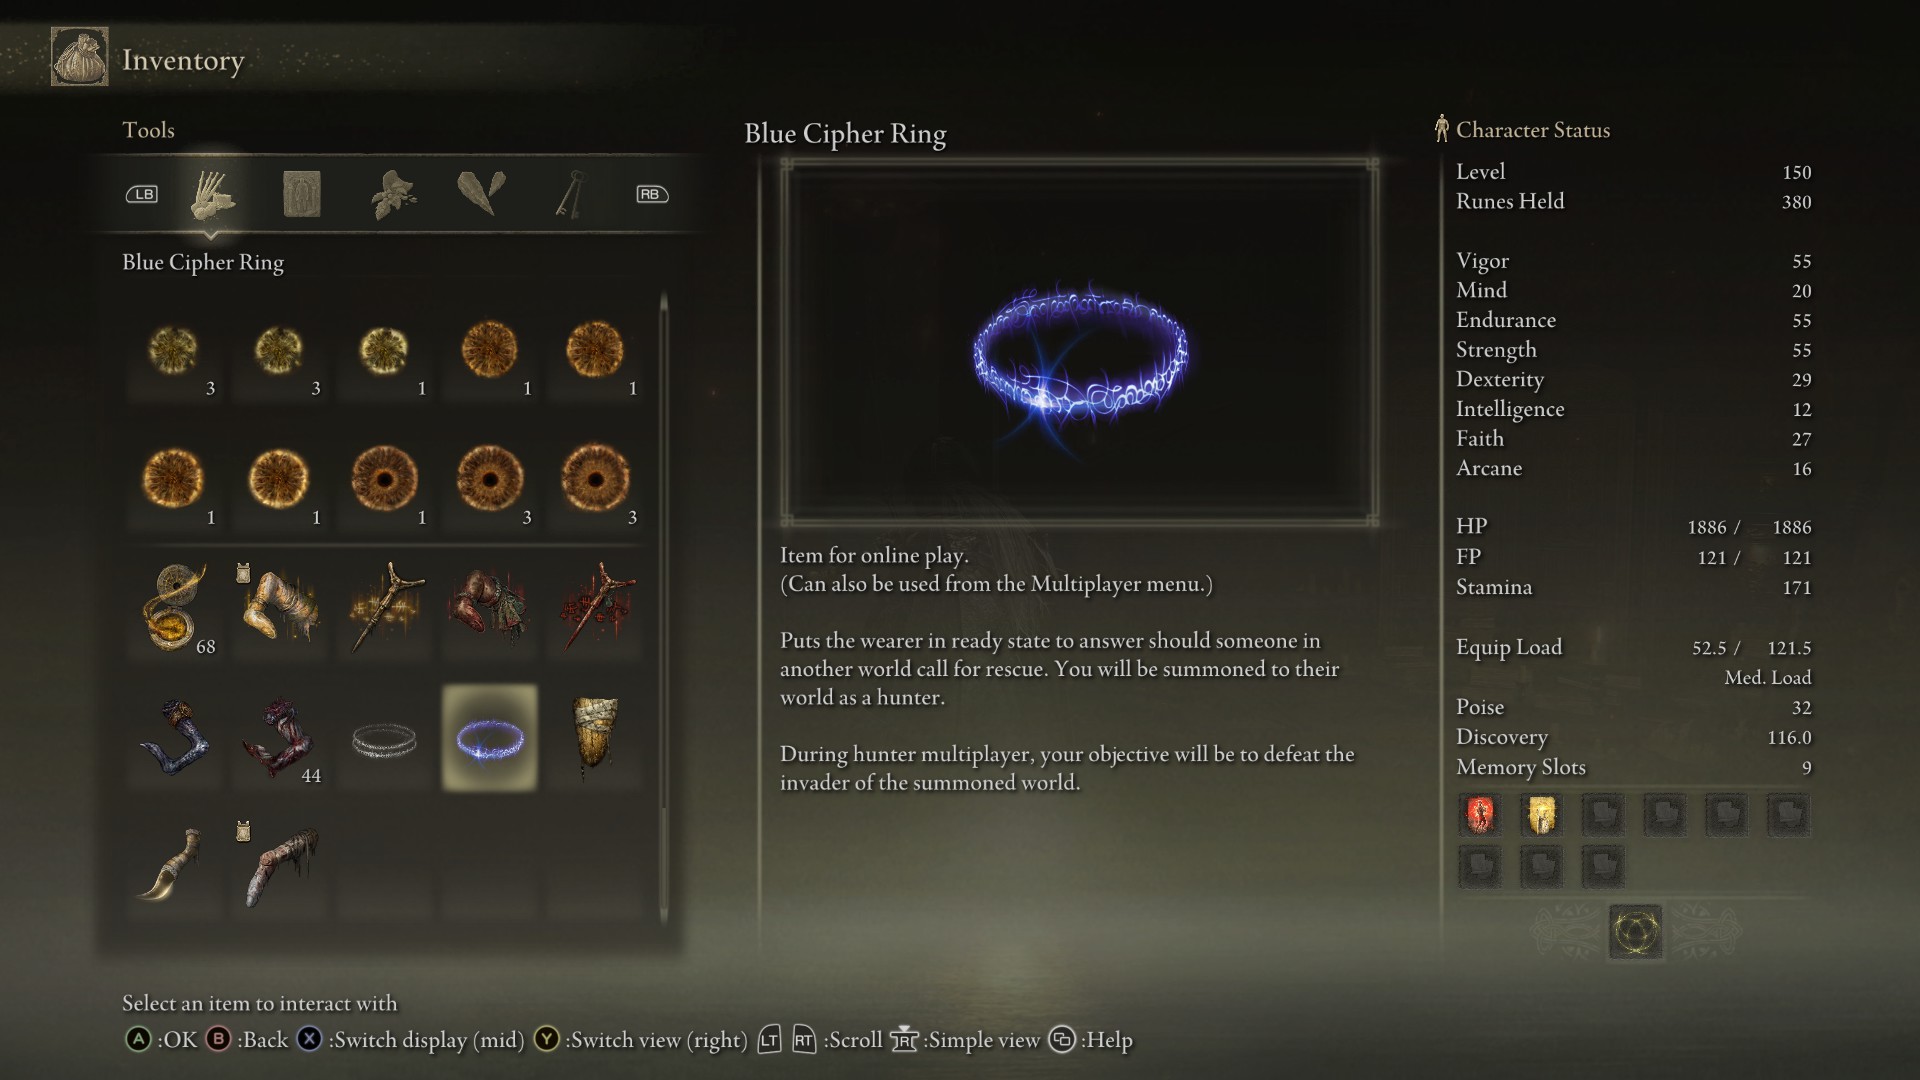 Inventory
Tools
LB
RB
Blue Cipher Ring
3
3
1
1
1
1
1
1
3
3
68
44
Blue Cipher Ring
Item for online play.
(Can also be used from the Multiplayer menu.)
Puts the wearer in ready state to answer should someone in
another world call for rescue. You will be summoned to their
world as a hunter.
During hunter multiplayer, your objective will be to defeat the
invader of the summoned world.
Character Status
Level 150
Runes Held 380
Vigor 55
Mind 20
Endurance 55
Strength 55
Dexterity 29
Intelligence 12
Faith 27
Arcane 16
HP 1886 / 1886
FP 121 / 121
Stamina 171
Equip Load 52.5 / 121.5
Med. Load
Poise 32
Discovery 116.0
Memory Slots 9
Select an item to interact with
A :OK B :Back X :Switch display (mid) Y :Switch view (right) LT RT :Scroll R :Simple view :Help